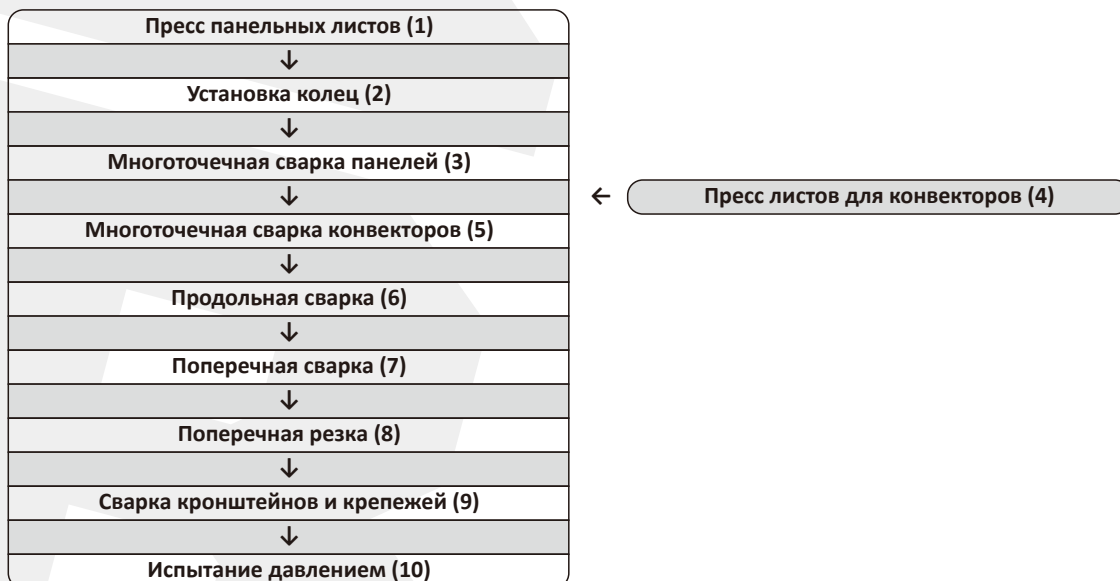 Пресс панельных листов (1)
↓
Установка колец (2)
↓
Многоточечная сварка панелей (3)
↓ ← Пресс листов для конвекторов (4)
Многоточечная сварка конвекторов (5)
↓
Продольная сварка (6)
↓
Поперечная сварка (7)
↓
Поперечная резка (8)
↓
Сварка кронштейнов и крепежей (9)
↓
Испытание давлением (10)